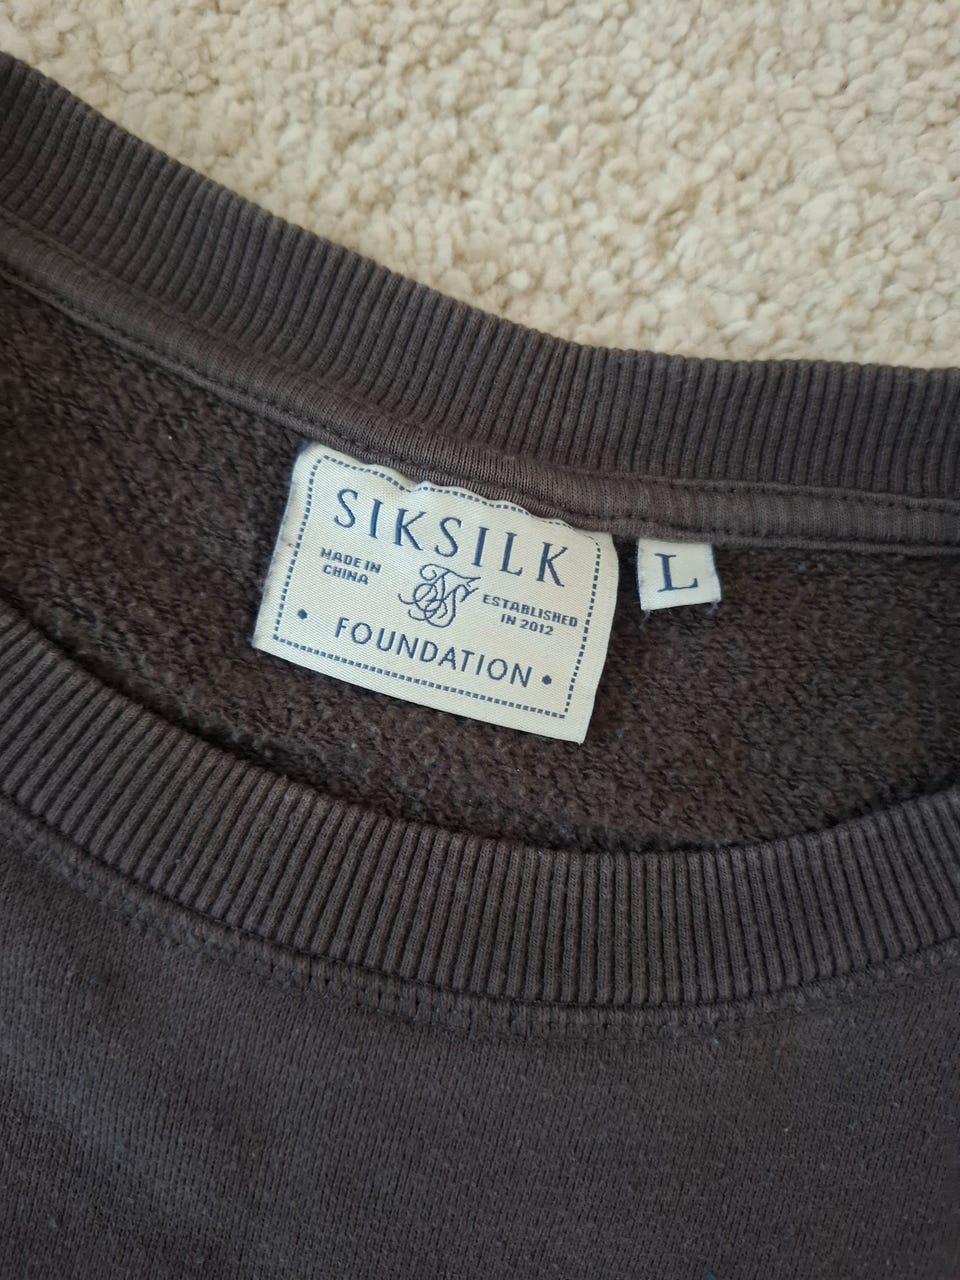 SIKSILK
MADE IN
CHINA
ESTABLISHED
IN 2012
• FOUNDATION •
L